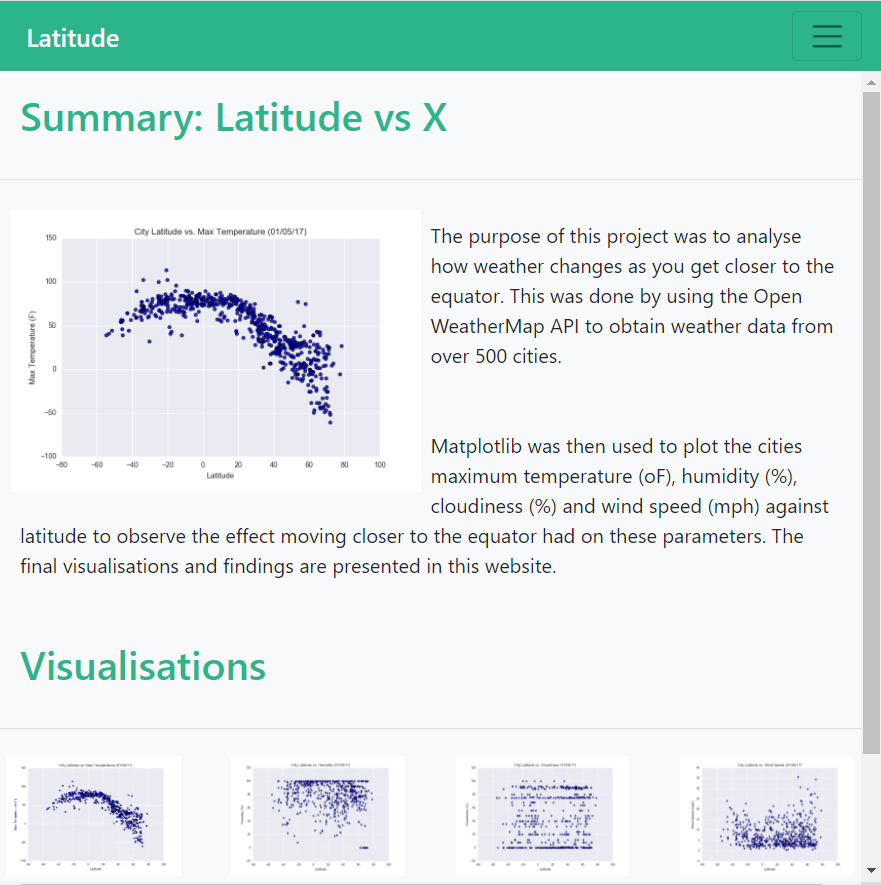 Latitude
Summary: Latitude vs X
City Latitude vs. Max Temperature (01/05/17)
Max Temperature (F)
150
100
50
0
−50
−100
−80 −60 −40 −20 0 20 40 60 80 100
Latitude
The purpose of this project was to analyse
how weather changes as you get closer to the
equator. This was done by using the Open
WeatherMap API to obtain weather data from
over 500 cities.
Matplotlib was then used to plot the cities
maximum temperature (oF), humidity (%),
cloudiness (%) and wind speed (mph) against
latitude to observe the effect moving closer to the equator had on these parameters. The
final visualisations and findings are presented in this website.
Visualisations
City Latitude vs. Max Temperature (01/05/17)
Latitude
City Latitude vs. Humidity (01/05/17)
Latitude
City Latitude vs. Cloudiness (01/05/17)
Latitude
City Latitude vs. Wind Speed (01/05/17)
Latitude